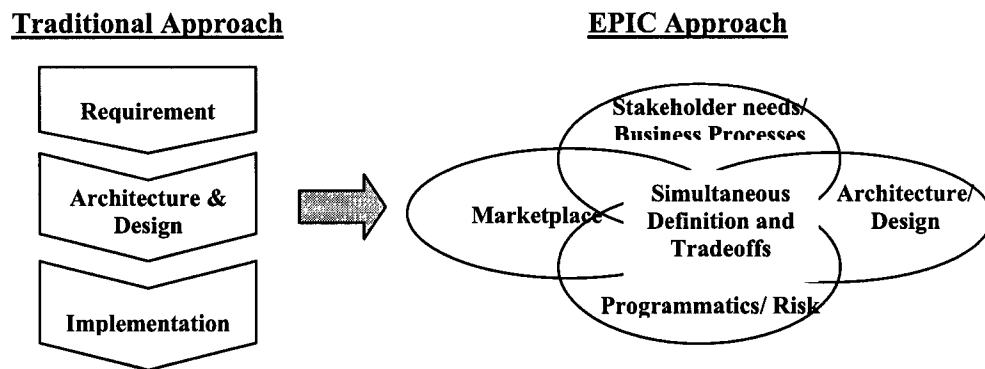 Traditional Approach
Requirement
Architecture &
Design
Implementation
EPIC Approach
Stakeholder needs/
Business Processes
Marketplace
Simultaneous
Definition and
Tradeoffs
Architecture/
Design
Programmatics/ Risk